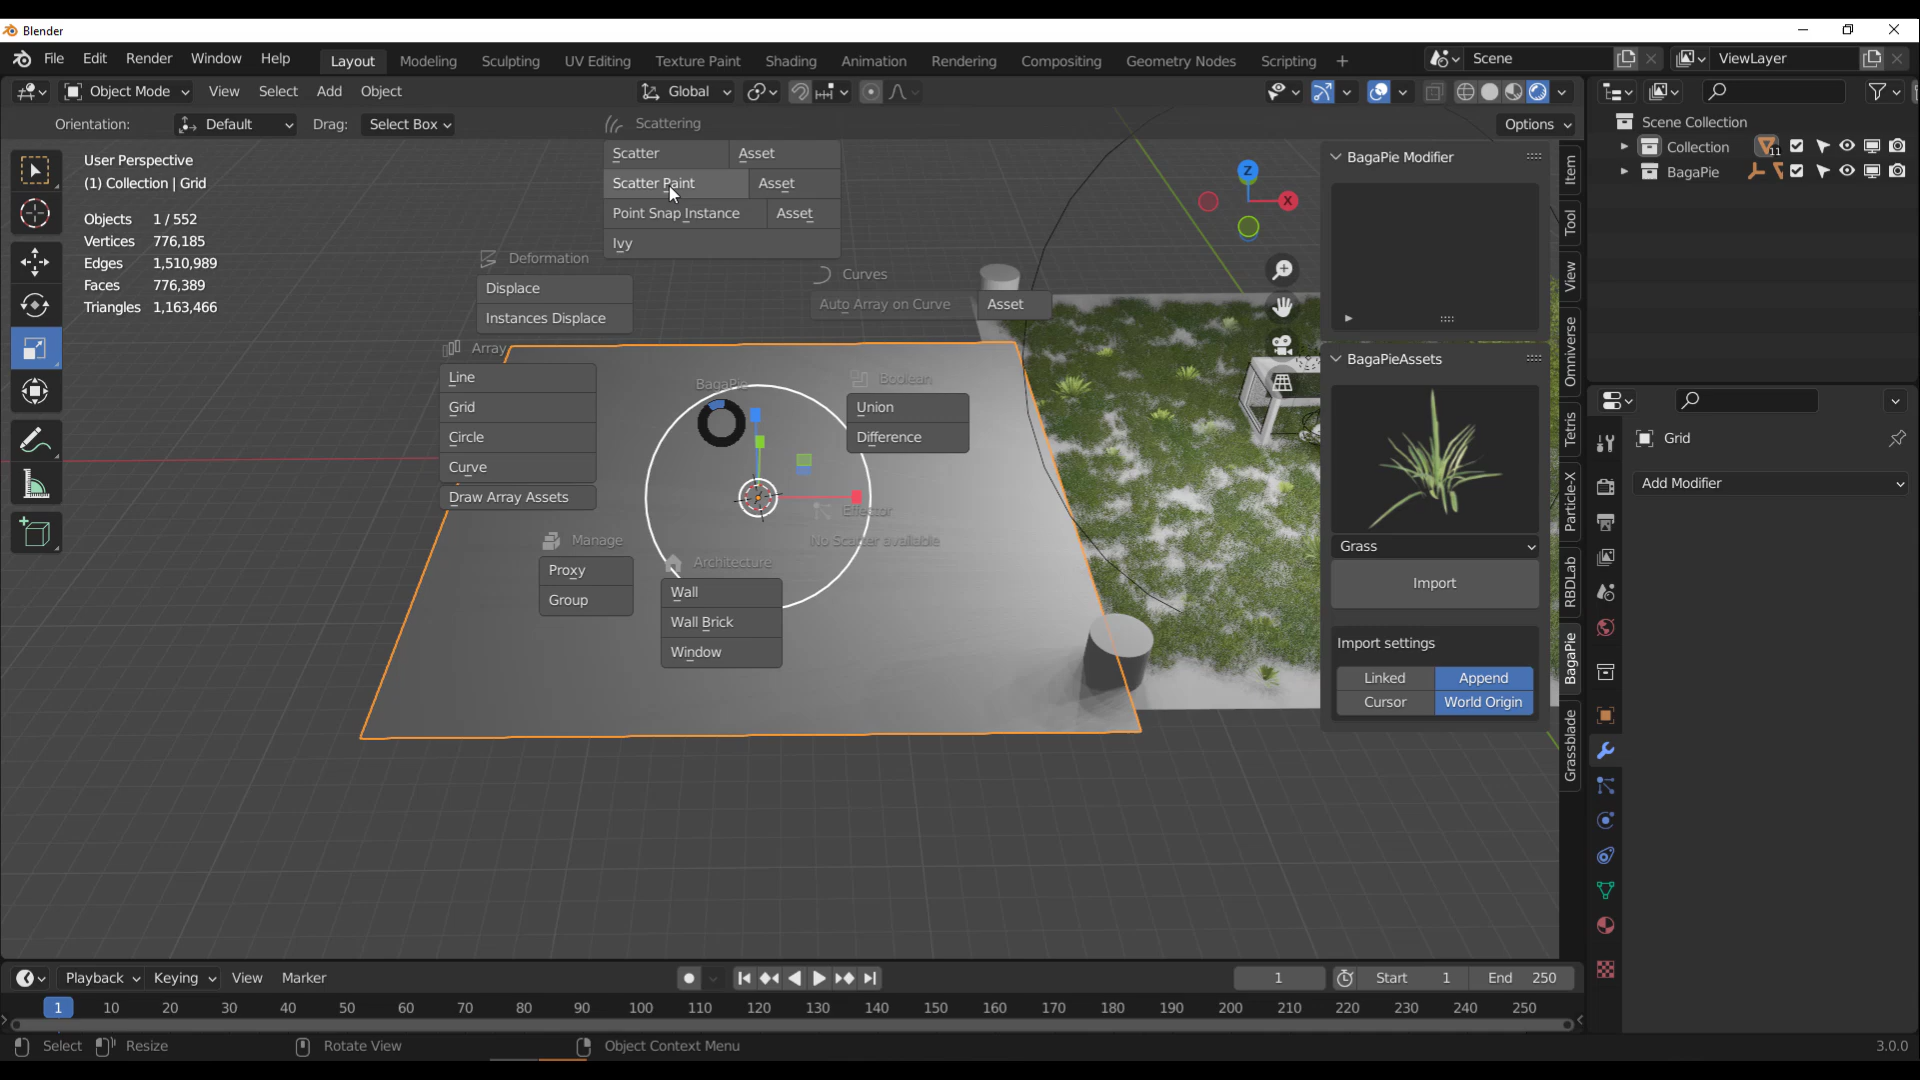 Blender
File Edit Render Window Help Layout Modeling Sculpting UV Editing Texture Paint Shading Animation Rendering Compositing Geometry Nodes Scripting + Scene ViewLayer
Object Mode View Select Add Object Global
Orientation: Default Drag: Select Box Scattering Options
User Perspective
(1) Collection | Grid
Objects 1 / 552
Vertices 776,185
Edges 1,510,989
Faces 776,389
Triangles 1,163,466
Scatter Asset
Scatter Paint Asset
Point Snap Instance Asset
Ivy
Deformation
Displace
Instances Displace
Curves
Auto Array on Curve Asset
Array
Line
Grid
Circle
Curve
Draw Array Assets
BagaPie
Boolean
Union
Difference
Effector
No Scatter available
Manage
Proxy
Group
Architecture
Wall
Wall Brick
Window
Z
X
BagaPie Modifier
BagaPieAssets
Grass
Import
Import settings
Linked Append
Cursor World Origin
Item
Tool
View
Omniverse
Tetris
Particle-X
RBDLab
BagaPie
Grassblade
Scene Collection
Collection 11
BagaPie
Grid
Add Modifier
Playback Keying View Marker 1 Start 1 End 250
1 10 20 30 40 50 60 70 80 90 100 110 120 130 140 150 160 170 180 190 200 210 220 230 240 250
Select Resize Rotate View Object Context Menu 3.0.0